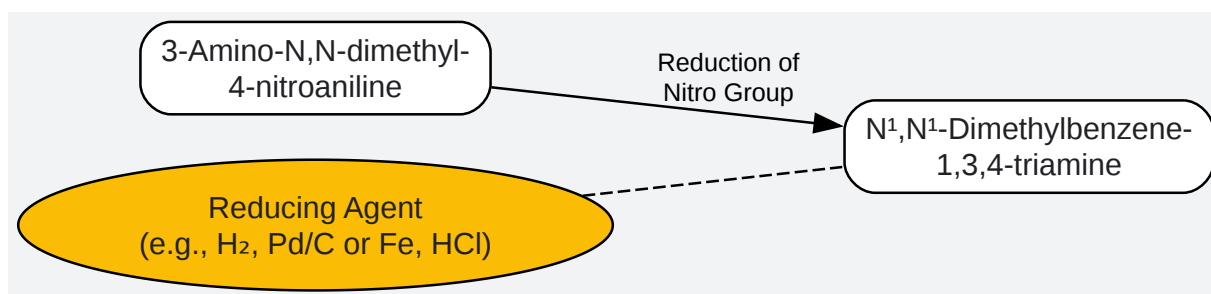 3-Amino-N,N-dimethyl-
4-nitroaniline
Reduction of
Nitro Group
N¹,N¹-Dimethylbenzene-
1,3,4-triamine
Reducing Agent
(e.g., H₂, Pd/C or Fe, HCl)